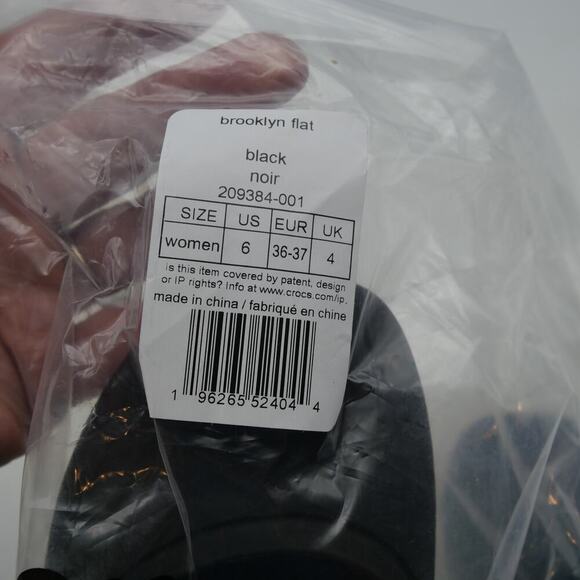 brooklyn flat
black
noir
209384-001
SIZE US EUR UK
women 6 36-37 4
Is this item covered by patent, design
or IP rights? Info at www.crocs.com/ip.
made in china / fabriqué en chine
1 96265 52404 4